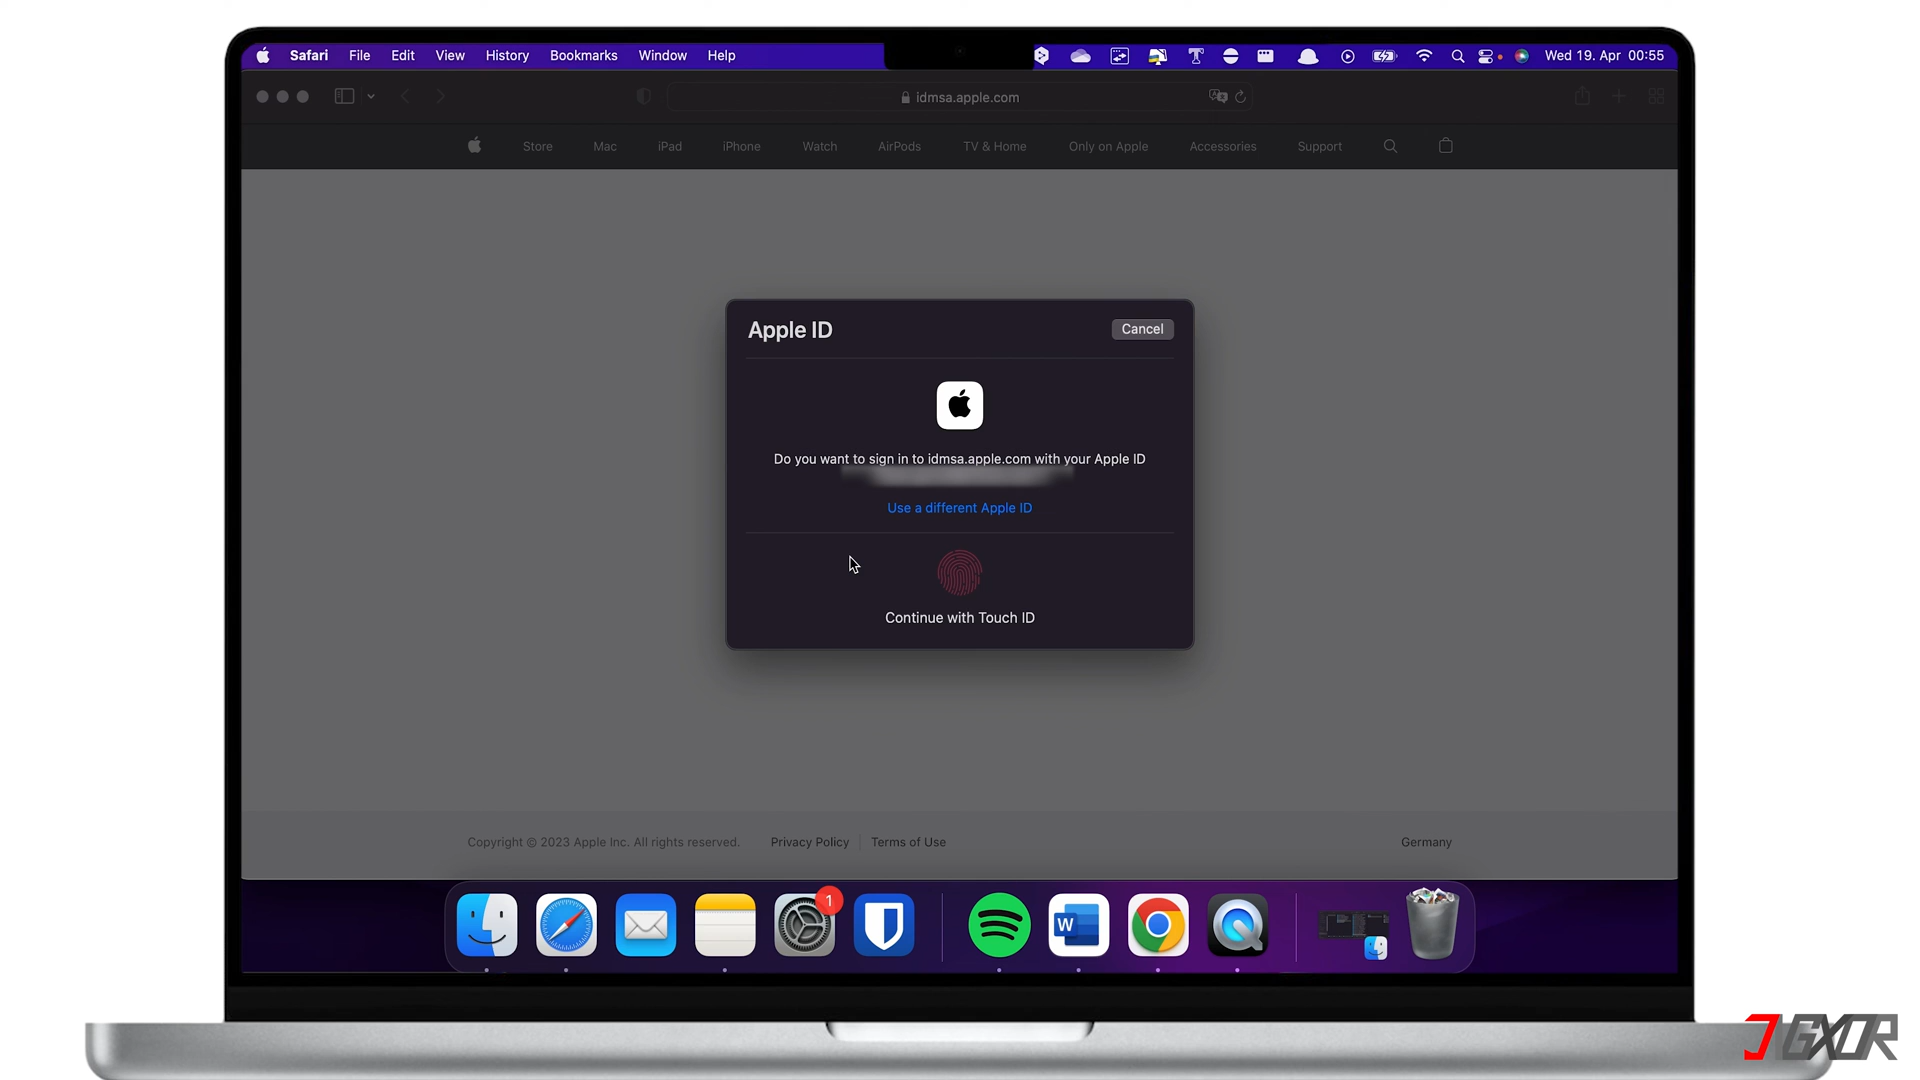 Safari File Edit View History Bookmarks Window Help Wed 19. Apr 00:55
idmsa.apple.com
Store Mac iPad iPhone Watch AirPods TV & Home Only on Apple Accessories Support
Apple ID Cancel
Do you want to sign in to idmsa.apple.com with your Apple ID
Use a different Apple ID
Continue with Touch ID
Copyright © 2023 Apple Inc. All rights reserved. Privacy Policy Terms of Use Germany
1
W
JGXOR